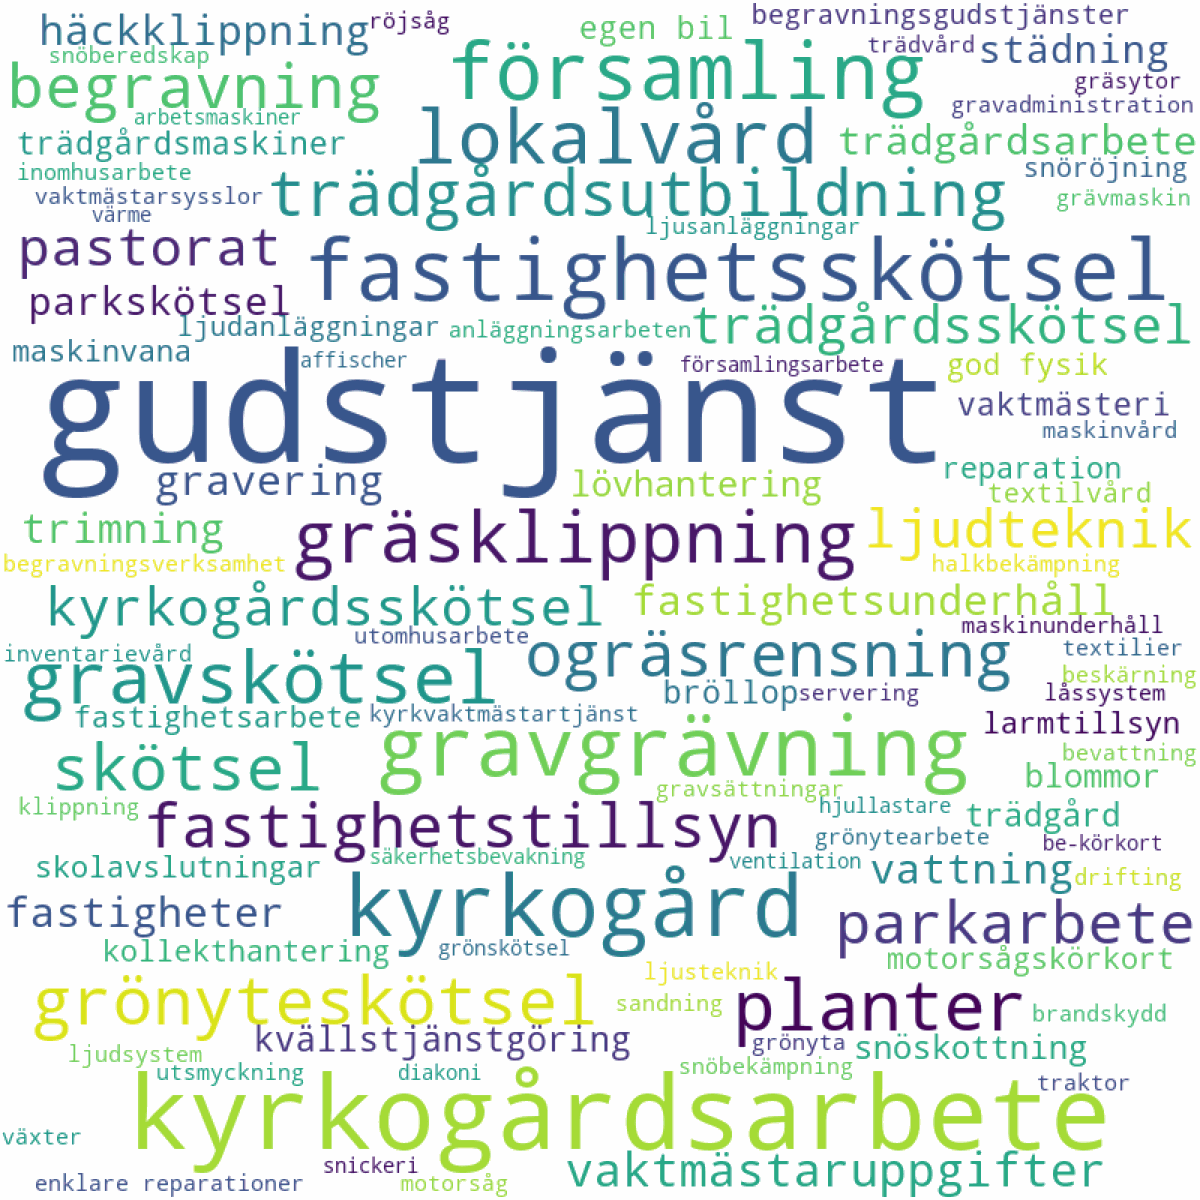 häckklippning
röjsåg
egen bil
begravningsgudstjänster
snöberedskap
församling
trädvård
städning
begravning
gräsytor
arbetsmaskiner
lokalvård
gravadministration
trädgårdsmaskiner
trädgårdsarbete
inomhusarbete
trädgårdsutbildning
snöröjning
vaktmästarsysslor
grävmaskin
värme
ljusanläggningar
pastorat
fastighetsskötsel
parkskötsel
ljudanläggningar
anläggningsarbeten
trädgårdsskötsel
maskinvana
affischer
församlingsarbete
god fysik
gudstjänst
vaktmästeri
maskinvård
gravering
lövhantering
reparation
textilvård
trimning
gräsklippning
ljudteknik
begravningsverksamhet
halkbekämpning
kyrkogårdsskötsel
fastighetsunderhåll
utomhusarbete
maskinunderhåll
inventarievård
ogräsrensning
textilier
gravskötsel
beskärning
bröllop
servering
låssystem
fastighetsarbete
kyrkvaktmästartjänst
larmtillsyn
gravgrävning
skötsel
bevattning
blommor
gravsättningar
klippning
hjullastare
trädgård
fastighetstillsyn
grönytearbete
be-körkort
skolavslutningar
säkerhetsbevakning
ventilation
vattning
drifting
fastigheter
kyrkogård
parkarbete
kollekthantering
grönskötsel
motorsågskörkort
ljusteknik
grönyteskötsel
sandning
planter
brandskydd
kvällstjänstgöring
grönyta
snöskottning
ljudsystem
utsmyckning
diakoni
snöbekämpning
traktor
kyrkogårdsarbete
växter
snickeri
vaktmästaruppgifter
enklare reparationer
motorsåg